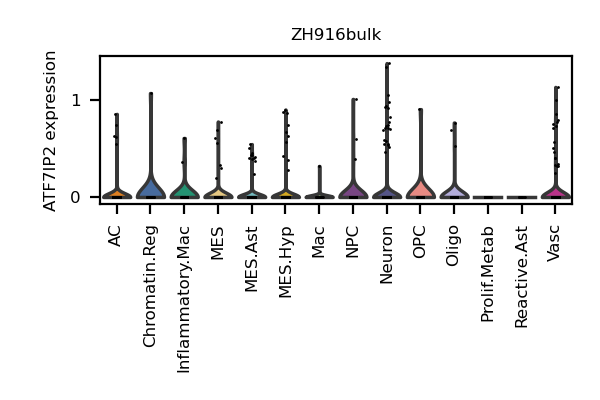 ZH916bulk
ATF7IP2 expression
1
0
AC
Chromatin.Reg
Inflammatory.Mac
MES
MES.Ast
MES.Hyp
Mac
NPC
Neuron
OPC
Oligo
Prolif.Metab
Reactive.Ast
Vasc